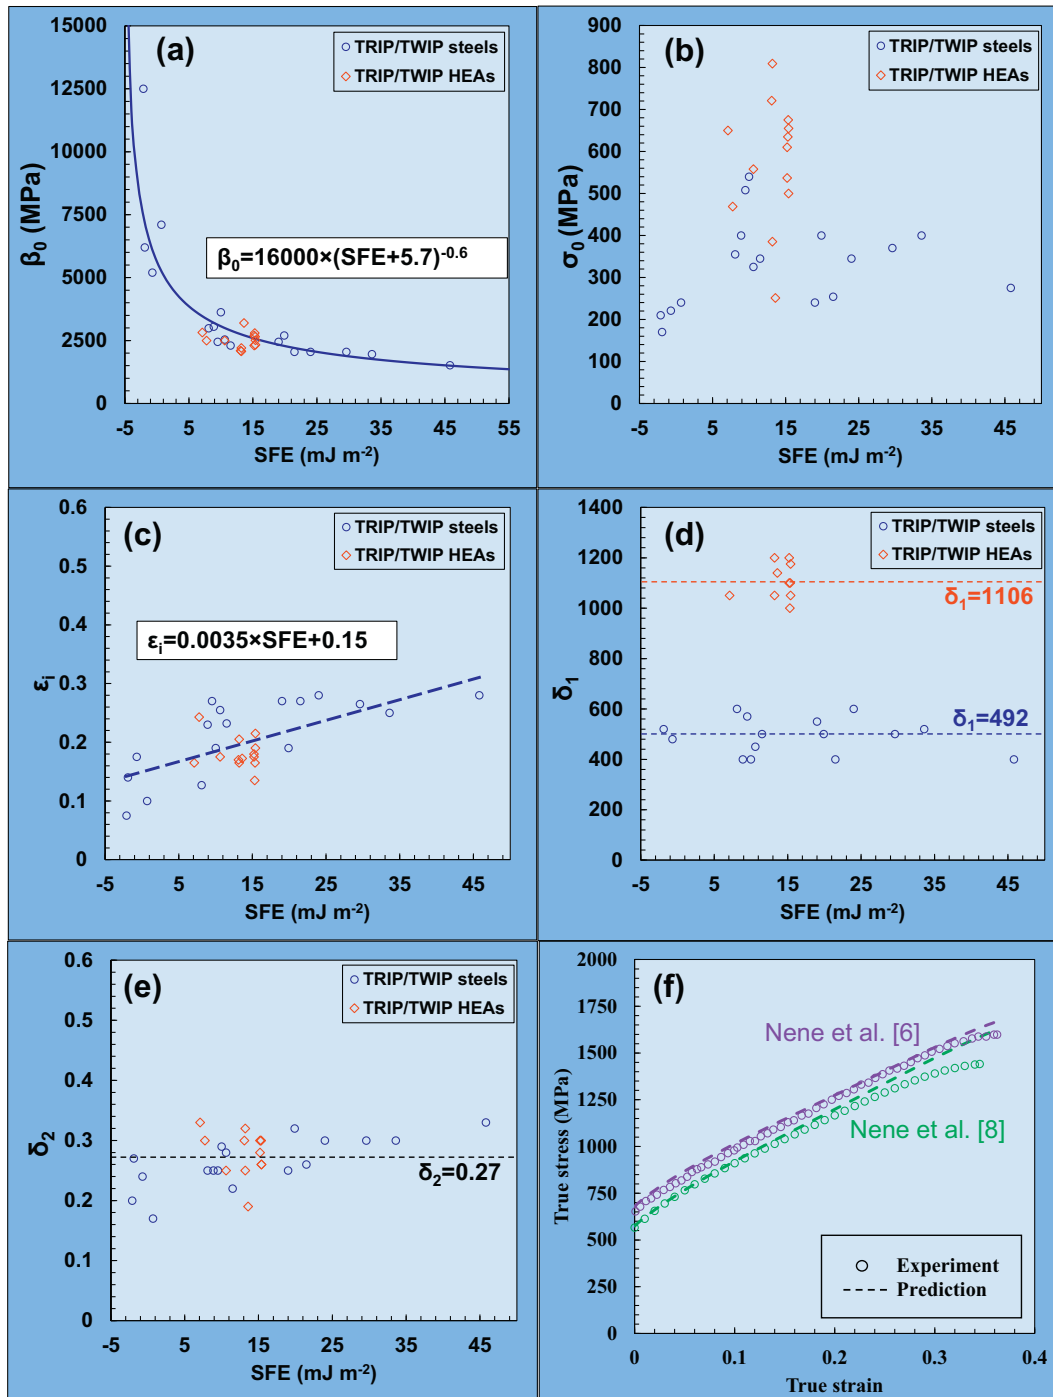 (a)
TRIP/TWIP steels
TRIP/TWIP HEAs
β₀=16000×(SFE+5.7)⁻⁰·⁶
15000
12500
10000
7500
5000
2500
0
β₀ (MPa)
-5 5 15 25 35 45 55
SFE (mJ m⁻²)
(b)
TRIP/TWIP steels
TRIP/TWIP HEAs
900
800
700
600
500
400
300
200
100
0
σ₀ (MPa)
-5 5 15 25 35 45
SFE (mJ m⁻²)
(c)
TRIP/TWIP steels
TRIP/TWIP HEAs
εᵢ=0.0035×SFE+0.15
0.6
0.5
0.4
0.3
0.2
0.1
0
εᵢ
-5 5 15 25 35 45
SFE (mJ m⁻²)
(d)
TRIP/TWIP steels
TRIP/TWIP HEAs
δ₁=1106
δ₁=492
1400
1200
1000
800
600
400
200
0
δ₁
-5 5 15 25 35 45
SFE (mJ m⁻²)
(e)
TRIP/TWIP steels
TRIP/TWIP HEAs
δ₂=0.27
0.6
0.5
0.4
0.3
0.2
0.1
0
δ₂
-5 5 15 25 35 45
SFE (mJ m⁻²)
(f)
Nene et al. [6]
Nene et al. [8]
Experiment
Prediction
2000
1750
1500
1250
1000
750
500
250
0
True stress (MPa)
0 0.1 0.2 0.3 0.4
True strain